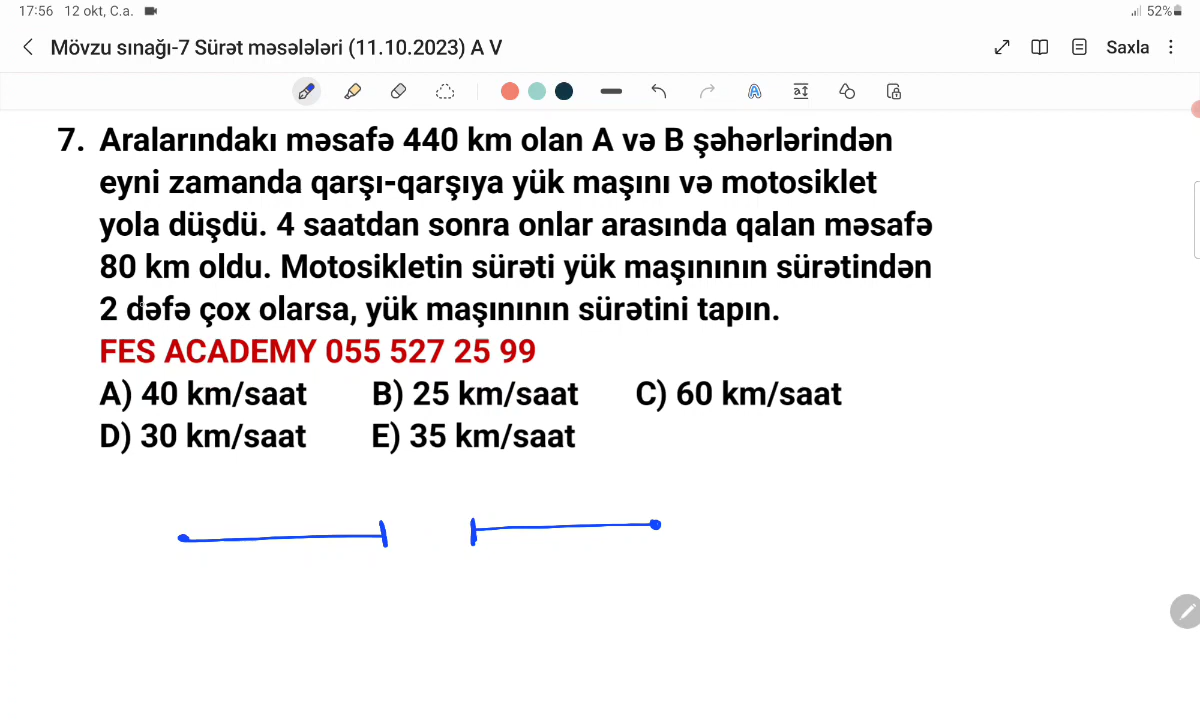 17:56 12 okt, C.a. 52%
Mövzu sınağı-7 Sürət məsələləri (11.10.2023) A V Saxla
7. Aralarındakı məsafə 440 km olan A və B şəhərlərindən
eyni zamanda qarşı-qarşıya yük maşını və motosiklet
yola düşdü. 4 saatdan sonra onlar arasında qalan məsafə
80 km oldu. Motosikletin sürəti yük maşınının sürətindən
2 dəfə çox olarsa, yük maşınının sürətini tapın.
FES ACADEMY 055 527 25 99
A) 40 km/saat B) 25 km/saat C) 60 km/saat
D) 30 km/saat E) 35 km/saat